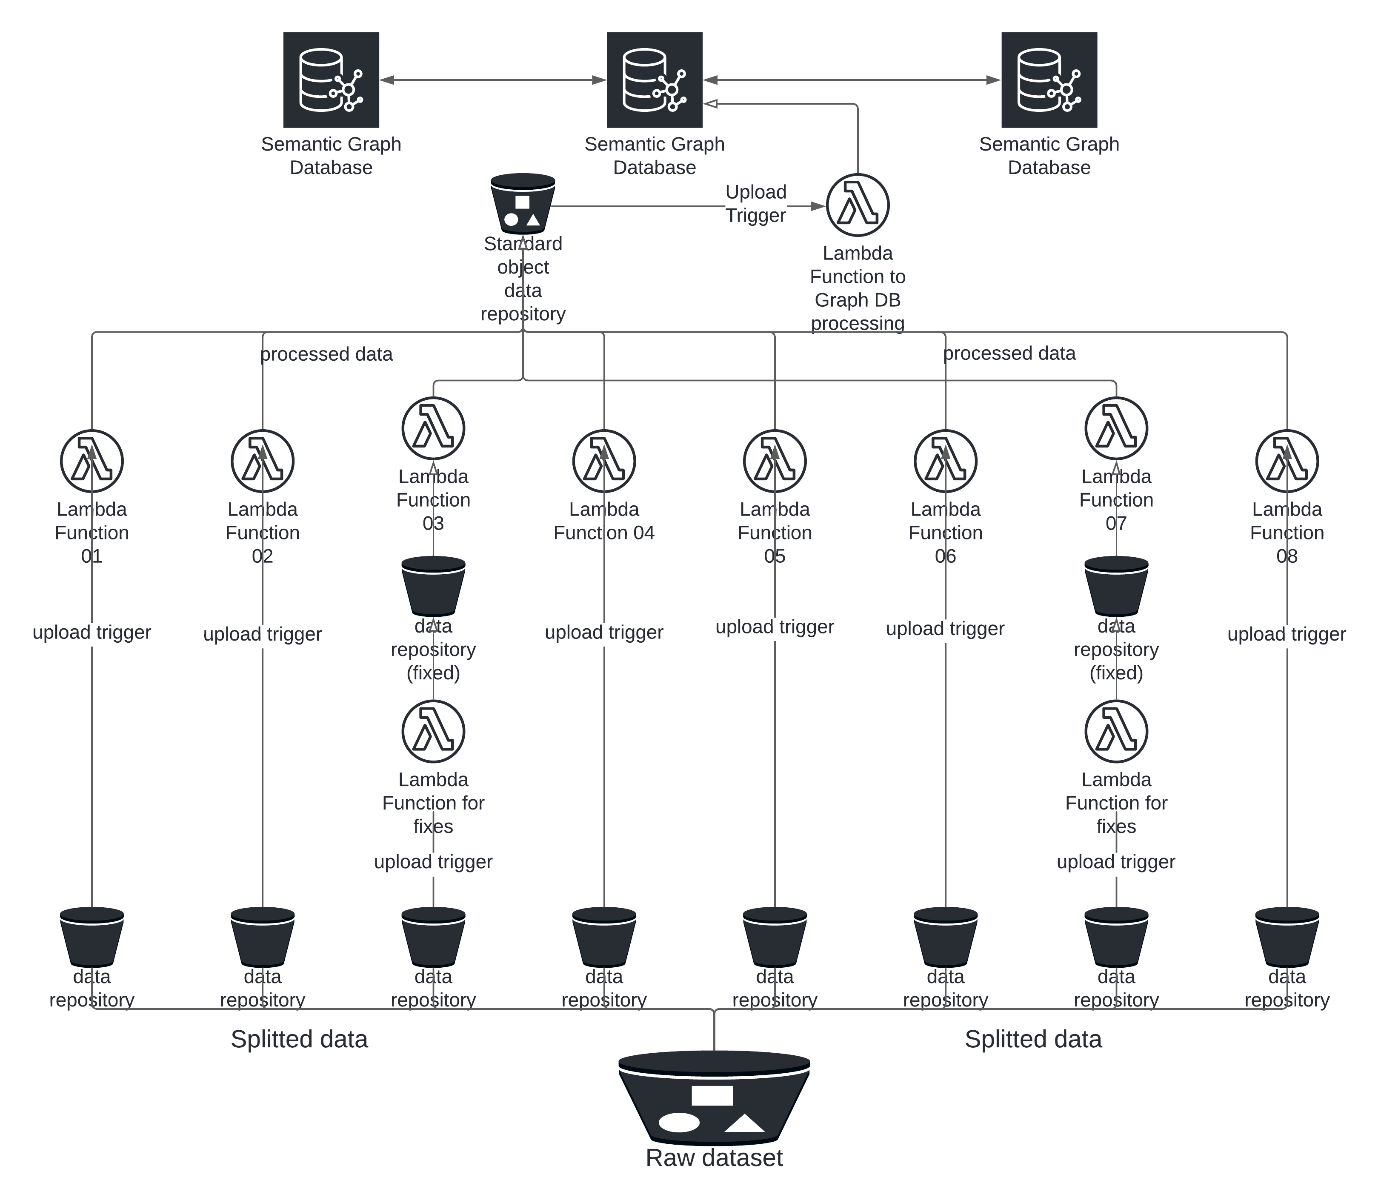 Semantic Graph
Database
Semantic Graph
Database
Semantic Graph
Database
Upload
Trigger
Standard
object
data
repository
Lambda
Function to
Graph DB
processing
processed data
processed data
Lambda
Function
01
Lambda
Function
02
Lambda
Function
03
Lambda
Function 04
Lambda
Function
05
Lambda
Function
06
Lambda
Function
07
Lambda
Function
08
upload trigger
upload trigger
data
repository
(fixed)
upload trigger
upload trigger
upload trigger
data
repository
(fixed)
upload trigger
Lambda
Function for
fixes
Lambda
Function for
fixes
upload trigger
upload trigger
data
repository
data
repository
data
repository
data
repository
data
repository
data
repository
data
repository
data
repository
Splitted data
Splitted data
Raw dataset